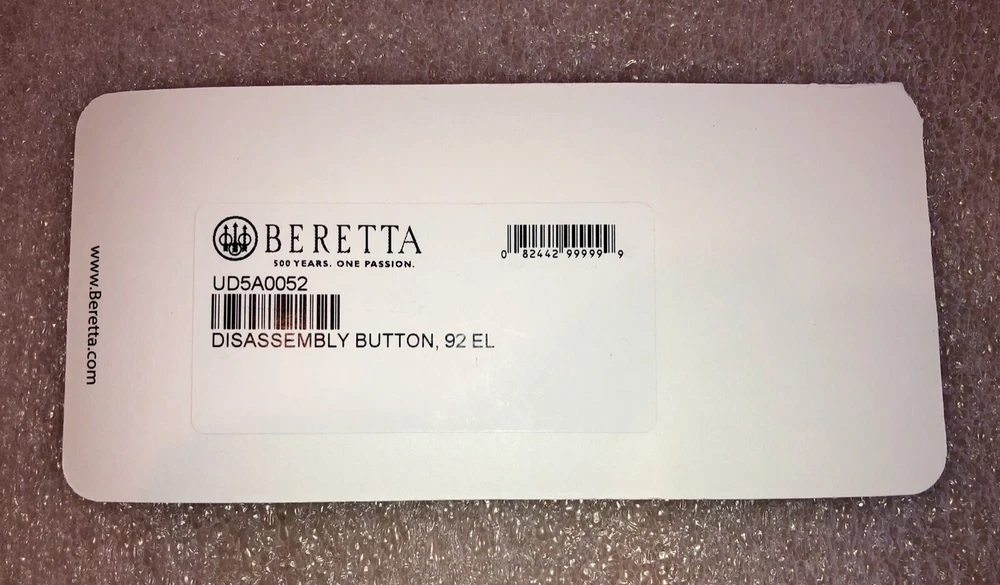 www.Beretta.com
BERETTA
500 YEARS. ONE PASSION.
0 82442 99999 9
UD5A0052
DISASSEMBLY BUTTON, 92 EL